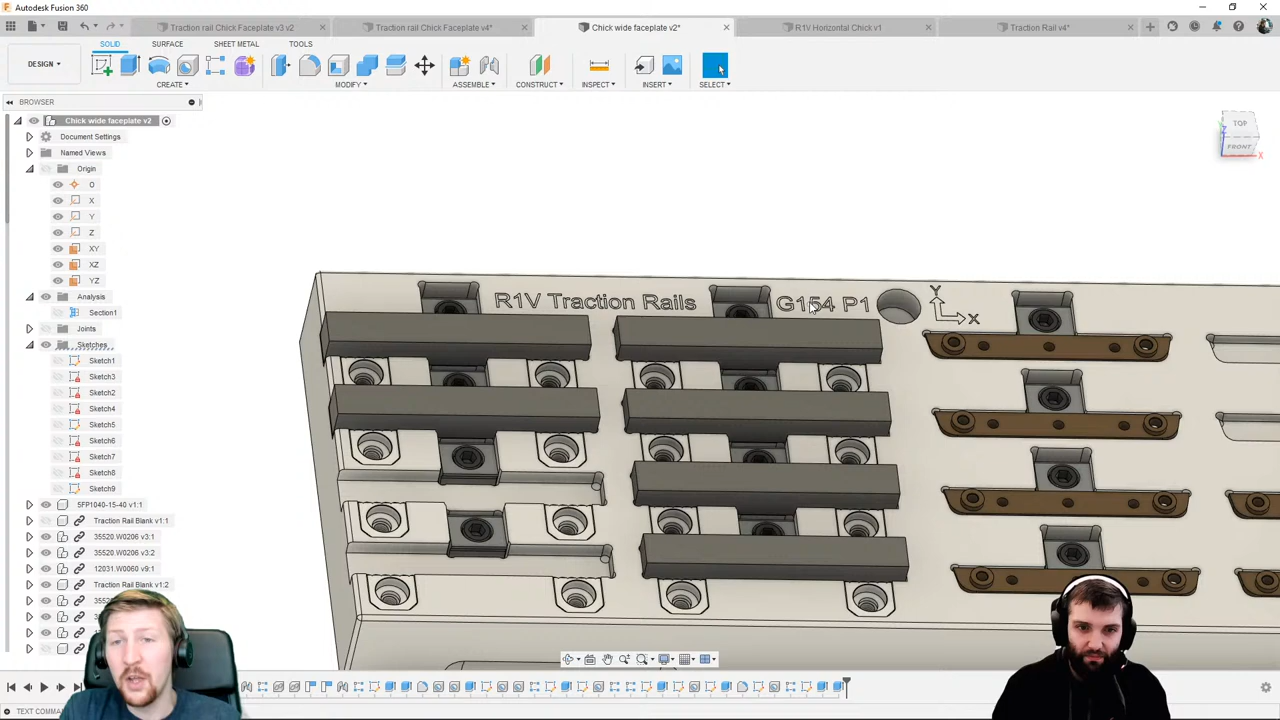 Autodesk Fusion 360
Traction rail Chick Faceplate v3 v2
Traction rail Chick Faceplate v4*
Chick wide faceplate v2*
R1V Horizontal Chick v1
Traction Rail v4*
SOLID SURFACE SHEET METAL TOOLS
DESIGN
CREATE MODIFY ASSEMBLE CONSTRUCT INSPECT INSERT SELECT
BROWSER
Chick wide faceplate v2
Document Settings
Named Views
Origin
O
X
Y
Z
XY
XZ
YZ
Analysis
Section1
Joints
Sketches
Sketch1
Sketch3
Sketch2
Sketch4
Sketch5
Sketch6
Sketch7
Sketch8
Sketch9
5FP1040-15-40 v1:1
Traction Rail Blank v1:1
35520.W0206 v3:1
35520.W0206 v3:2
12031.W0060 v9:1
Traction Rail Blank v1:2
TOP
FRONT
Z
X
R1V Traction Rails G154 P1
Y
X
TEXT COMM